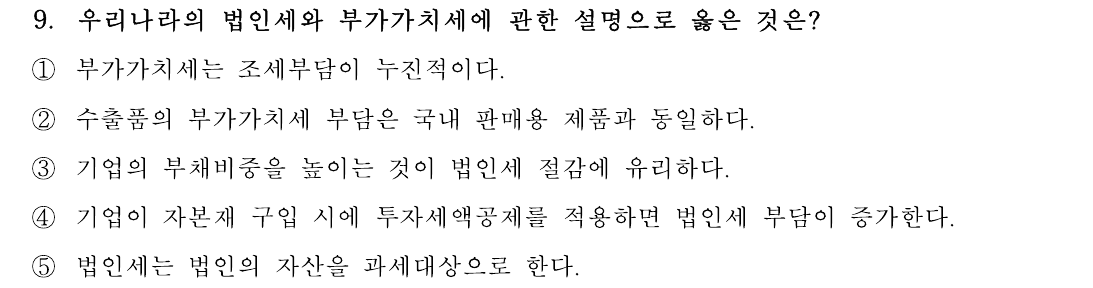 9. 우리나라의 법인세와 부가가치세에 관한 설명으로 옳은 것은?
① 부가가치세는 조세부담이 누진적이다.
② 수출품의 부가가치세 부담은 국내 판매용 제품과 동일하다.
③ 기업의 부채비중을 높이는 것이 법인세 절감에 유리하다.
④ 기업이 자본재 구입 시에 투자세액공제를 적용하면 법인세 부담이 증가한다.
⑤ 법인세는 법인의 자산을 과세대상으로 한다.